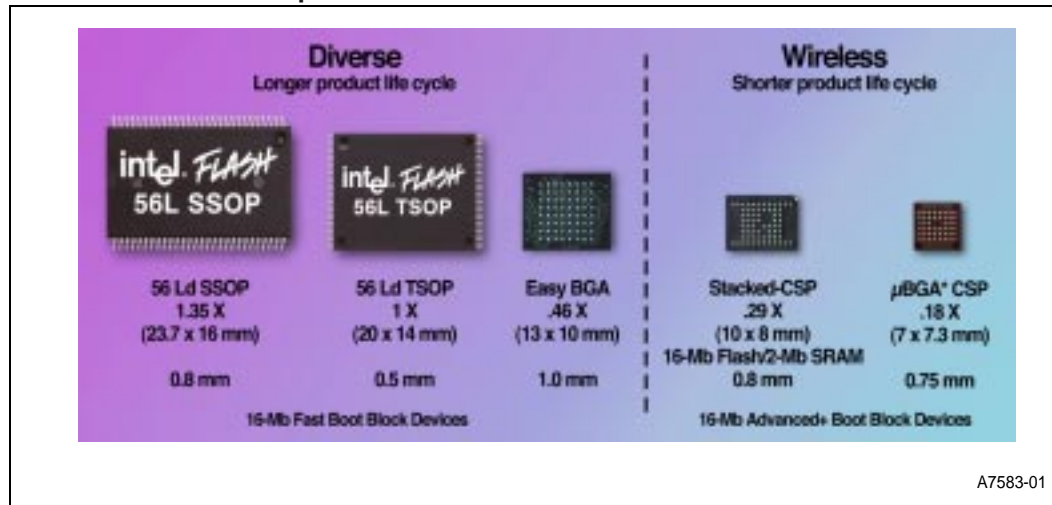 Diverse
Longer product life cycle
Wireless
Shorter product life cycle
intel. FLASH
56L SSOP
intel. FLASH
56L TSOP
56 Ld SSOP
1.35 X
(23.7 x 16 mm)
0.8 mm
56 Ld TSOP
1 X
(20 x 14 mm)
0.5 mm
Easy BGA
.46 X
(13 x 10 mm)
1.0 mm
16-Mb Fast Boot Block Devices
Stacked-CSP
.29 X
(10 x 8 mm)
16-Mb Flash/2-Mb SRAM
0.8 mm
µBGA* CSP
.18 X
(7 x 7.3 mm)
0.75 mm
16-Mb Advanced+ Boot Block Devices
A7583-01